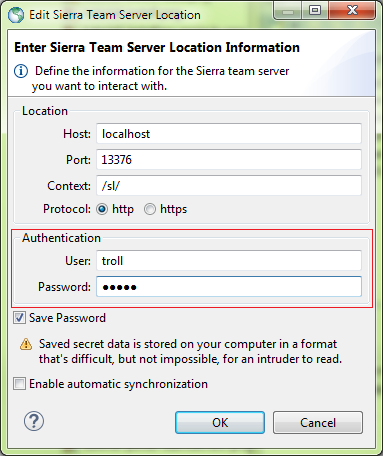 Edit Sierra Team Server Location
Enter Sierra Team Server Location Information
Define the information for the Sierra team server
you want to interact with.
Location
Host: localhost
Port: 13376
Context: /sl/
Protocol: http https
Authentication
User: troll
Password: ●●●●●
Save Password
Saved secret data is stored on your computer in a format
that's difficult, but not impossible, for an intruder to read.
Enable automatic synchronization
OK Cancel